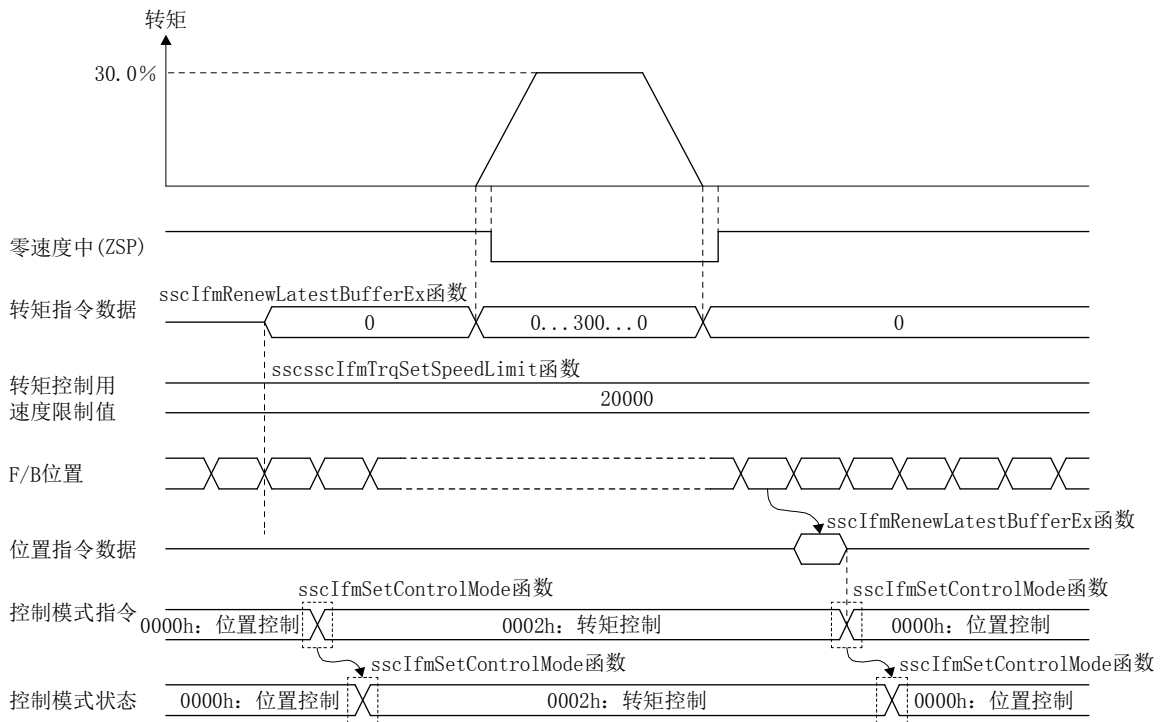 转矩
30.0%
零速度中(ZSP)
sscIfmRenewLatestBufferEx函数
转矩指令数据
0
0...300...0
0
sscsscIfmTrqSetSpeedLimit函数
转矩控制用
速度限制值
20000
F/B位置
sscIfmRenewLatestBufferEx函数
位置指令数据
sscIfmSetControlMode函数
sscIfmSetControlMode函数
控制模式指令
0000h：位置控制
0002h：转矩控制
0000h：位置控制
sscIfmSetControlMode函数
sscIfmSetControlMode函数
控制模式状态
0000h：位置控制
0002h：转矩控制
0000h：位置控制